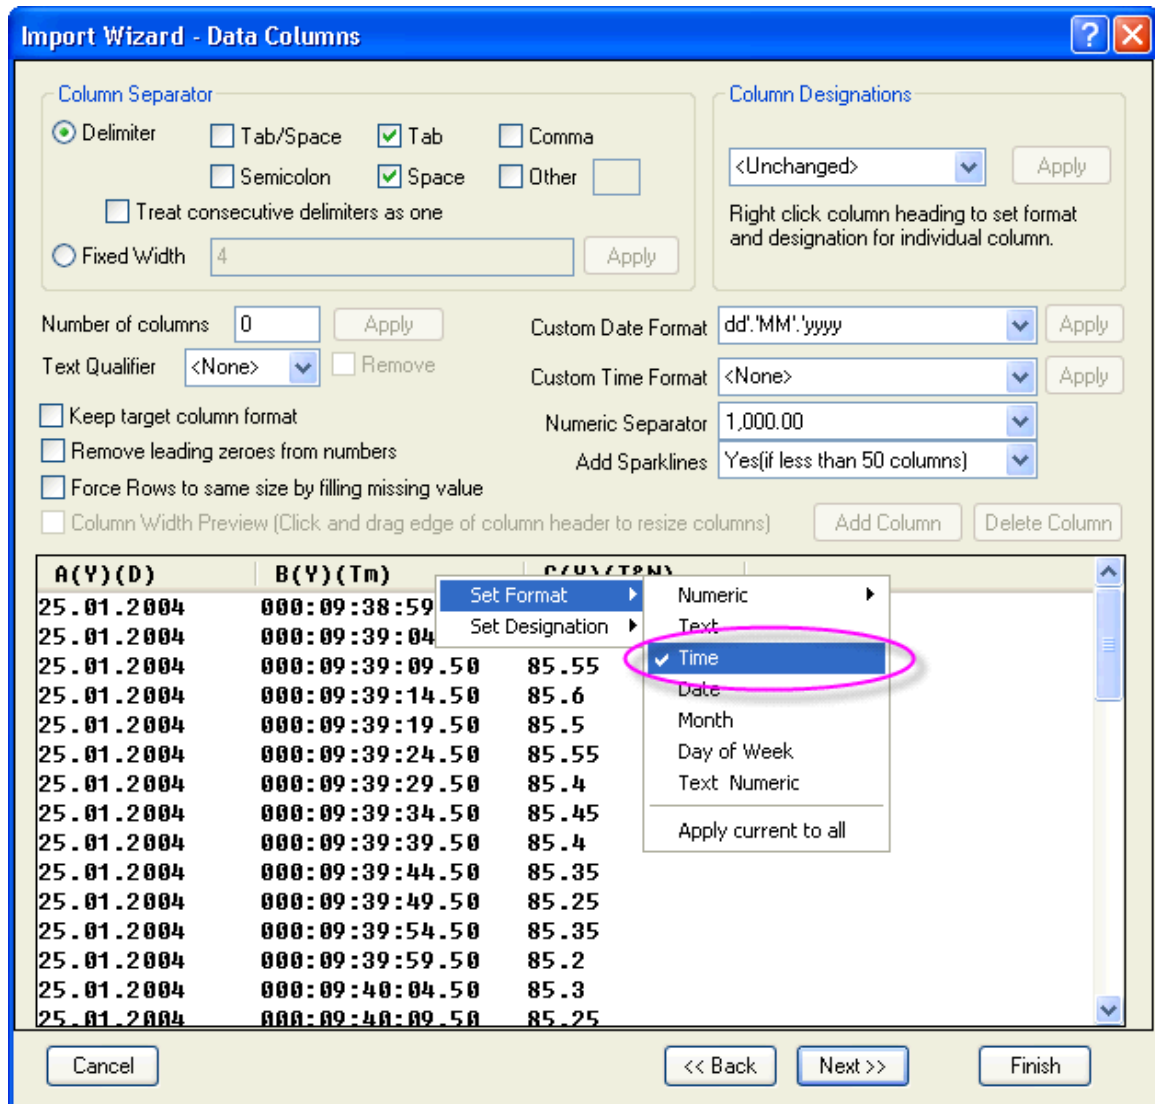 Import Wizard - Data Columns
?
Column Separator
Delimiter Tab/Space Tab Comma
Semicolon Space Other
Treat consecutive delimiters as one
Fixed Width 4 Apply
Column Designations
<Unchanged> Apply
Right click column heading to set format
and designation for individual column.
Number of columns 0 Apply
Text Qualifier <None> Remove
Keep target column format
Remove leading zeroes from numbers
Force Rows to same size by filling missing value
Column Width Preview (Click and drag edge of column header to resize columns)
Custom Date Format dd'.'MM'.'yyyy Apply
Custom Time Format <None> Apply
Numeric Separator 1,000.00
Add Sparklines Yes(if less than 50 columns)
Add Column Delete Column
A(Y)(D) B(Y)(Tm) C(Y)(T&N)
25.01.2004 000:09:38:59
25.01.2004 000:09:39:04
25.01.2004 000:09:39:09.50 85.55
25.01.2004 000:09:39:14.50 85.6
25.01.2004 000:09:39:19.50 85.5
25.01.2004 000:09:39:24.50 85.55
25.01.2004 000:09:39:29.50 85.4
25.01.2004 000:09:39:34.50 85.45
25.01.2004 000:09:39:39.50 85.4
25.01.2004 000:09:39:44.50 85.35
25.01.2004 000:09:39:49.50 85.25
25.01.2004 000:09:39:54.50 85.35
25.01.2004 000:09:39:59.50 85.2
25.01.2004 000:09:40:04.50 85.3
25.01.2004 000:09:40:09.50 85.25
Set Format
Set Designation
Numeric
Text
Time
Date
Month
Day of Week
Text Numeric
Apply current to all
Cancel << Back Next >> Finish